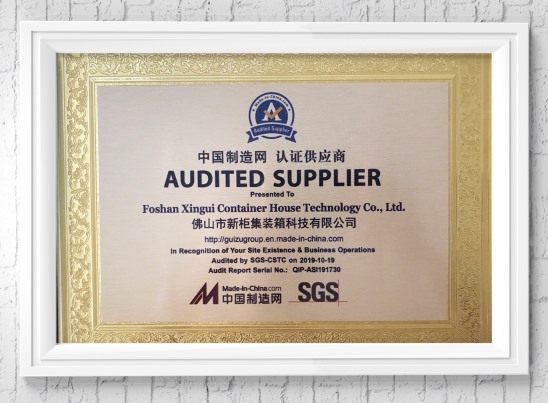 Made-in-China.com
Audited Supplier
中国制造网 认证供应商
AUDITED SUPPLIER
Presented To
Foshan Xingui Container House Technology Co., Ltd.
佛山市新柜集装箱科技有限公司
http://guizugroup.en.made-in-china.com
In Recognition of Your Site Existence & Business Operations
Audited by SGS-CSTC on 2019-10-19
Audit Report Serial No.: QIP-ASI191730
Made-in-China.com
中国制造网
SGS